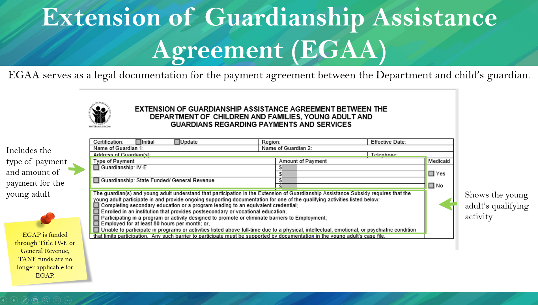 Extension of Guardianship Assistance
Agreement (EGAA)
EGAA serves as a legal documentation for the payment agreement between the Department and child's guardian.
EXTENSION OF GUARDIANSHIP ASSISTANCE AGREEMENT BETWEEN THE
DEPARTMENT OF CHILDREN AND FAMILIES, YOUNG ADULT AND
GUARDIANS REGARDING PAYMENTS AND SERVICES
Certification: Initial Update Region: Effective Date:
Name of Guardian 1: Name of Guardian 2:
Address of Guardian(s): Telephone:
Type of Payment Amount of Payment Medicaid
Guardianship: IV-E $
$ Yes
Guardianship: State Funded/ General Revenue $
$ No
The guardian(s) and young adult understand that participation in the Extension of Guardianship Assistance Subsidy requires that the
young adult participate in and provide ongoing supporting documentation for one of the qualifying activities listed below:
Completing secondary education or a program leading to an equivalent credential;
Enrolled in an institution that provides postsecondary or vocational education;
Participating in a program or activity designed to promote or eliminate barriers to Employment;
Employed for at least 80 hours per month;
Unable to participate in programs or activities listed above full-time due to a physical, intellectual, emotional, or psychiatric condition
that limits participation. Any such barrier to participate must be supported by documentation in the young adult's case file.
Includes the
type of payment
and amount of
payment for the
young adult
EGAP is funded
through Title IV-E or
General Revenue,
TANF funds are no
longer applicable for
EGAP.
Shows the young
adult's qualifying
activity